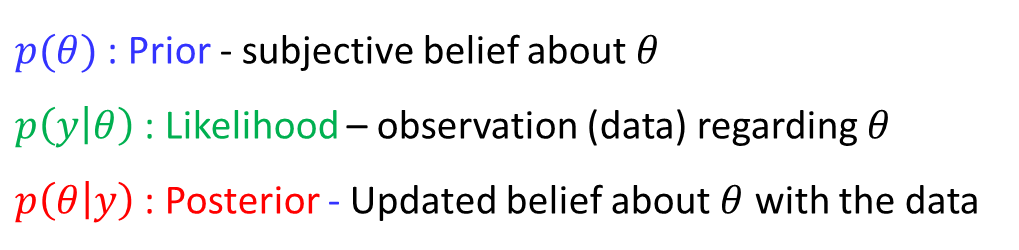 p(θ) : Prior - subjective belief about θ
p(y|θ) : Likelihood – observation (data) regarding θ
p(θ|y) : Posterior - Updated belief about θ with the data